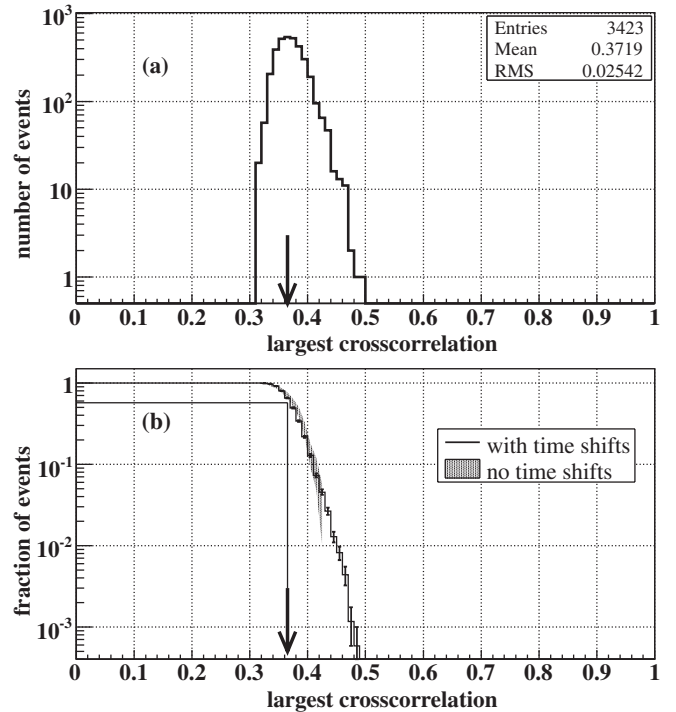 10³
Entries 3423
Mean 0.3719
RMS 0.02542
(a)
10²
10
1
number of events
0 0.1 0.2 0.3 0.4 0.5 0.6 0.7 0.8 0.9 1
largest crosscorrelation
1
(b)
with time shifts
no time shifts
10⁻¹
10⁻²
10⁻³
fraction of events
0 0.1 0.2 0.3 0.4 0.5 0.6 0.7 0.8 0.9 1
largest crosscorrelation